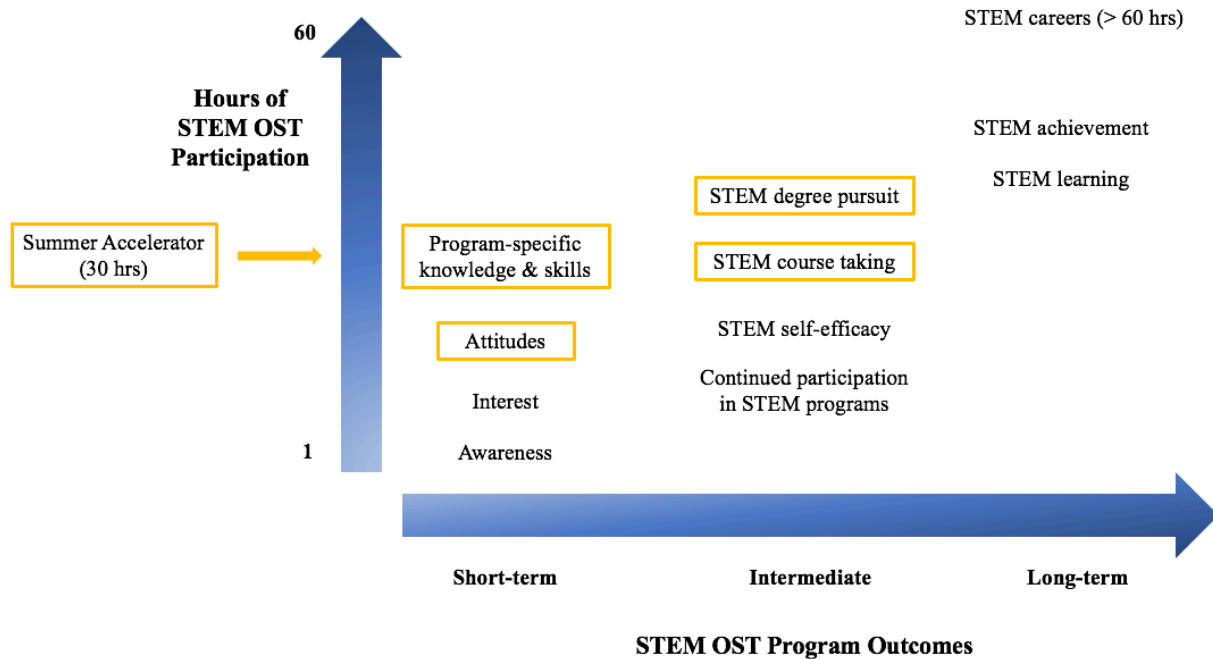 STEM careers (> 60 hrs)
60
Hours of
STEM OST
Participation
STEM achievement
STEM learning
STEM degree pursuit
Summer Accelerator
(30 hrs)
Program-specific
knowledge & skills
STEM course taking
Attitudes
STEM self-efficacy
Interest
Continued participation
in STEM programs
1
Awareness
Short-term
Intermediate
Long-term
STEM OST Program Outcomes